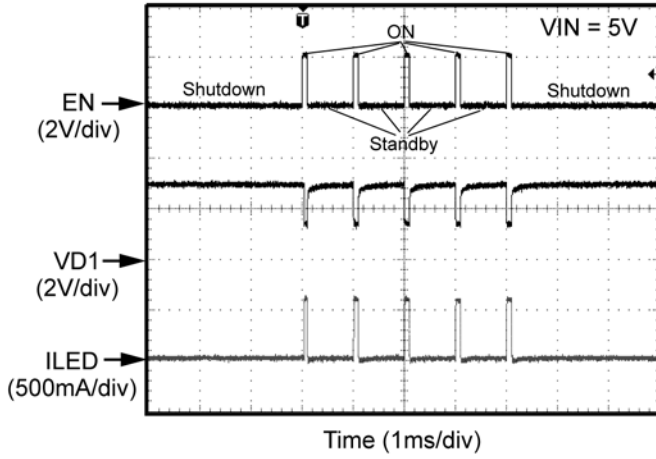 T
ON
VIN = 5V
Shutdown
Shutdown
EN
(2V/div)
Standby
VD1
(2V/div)
ILED
(500mA/div)
Time (1ms/div)